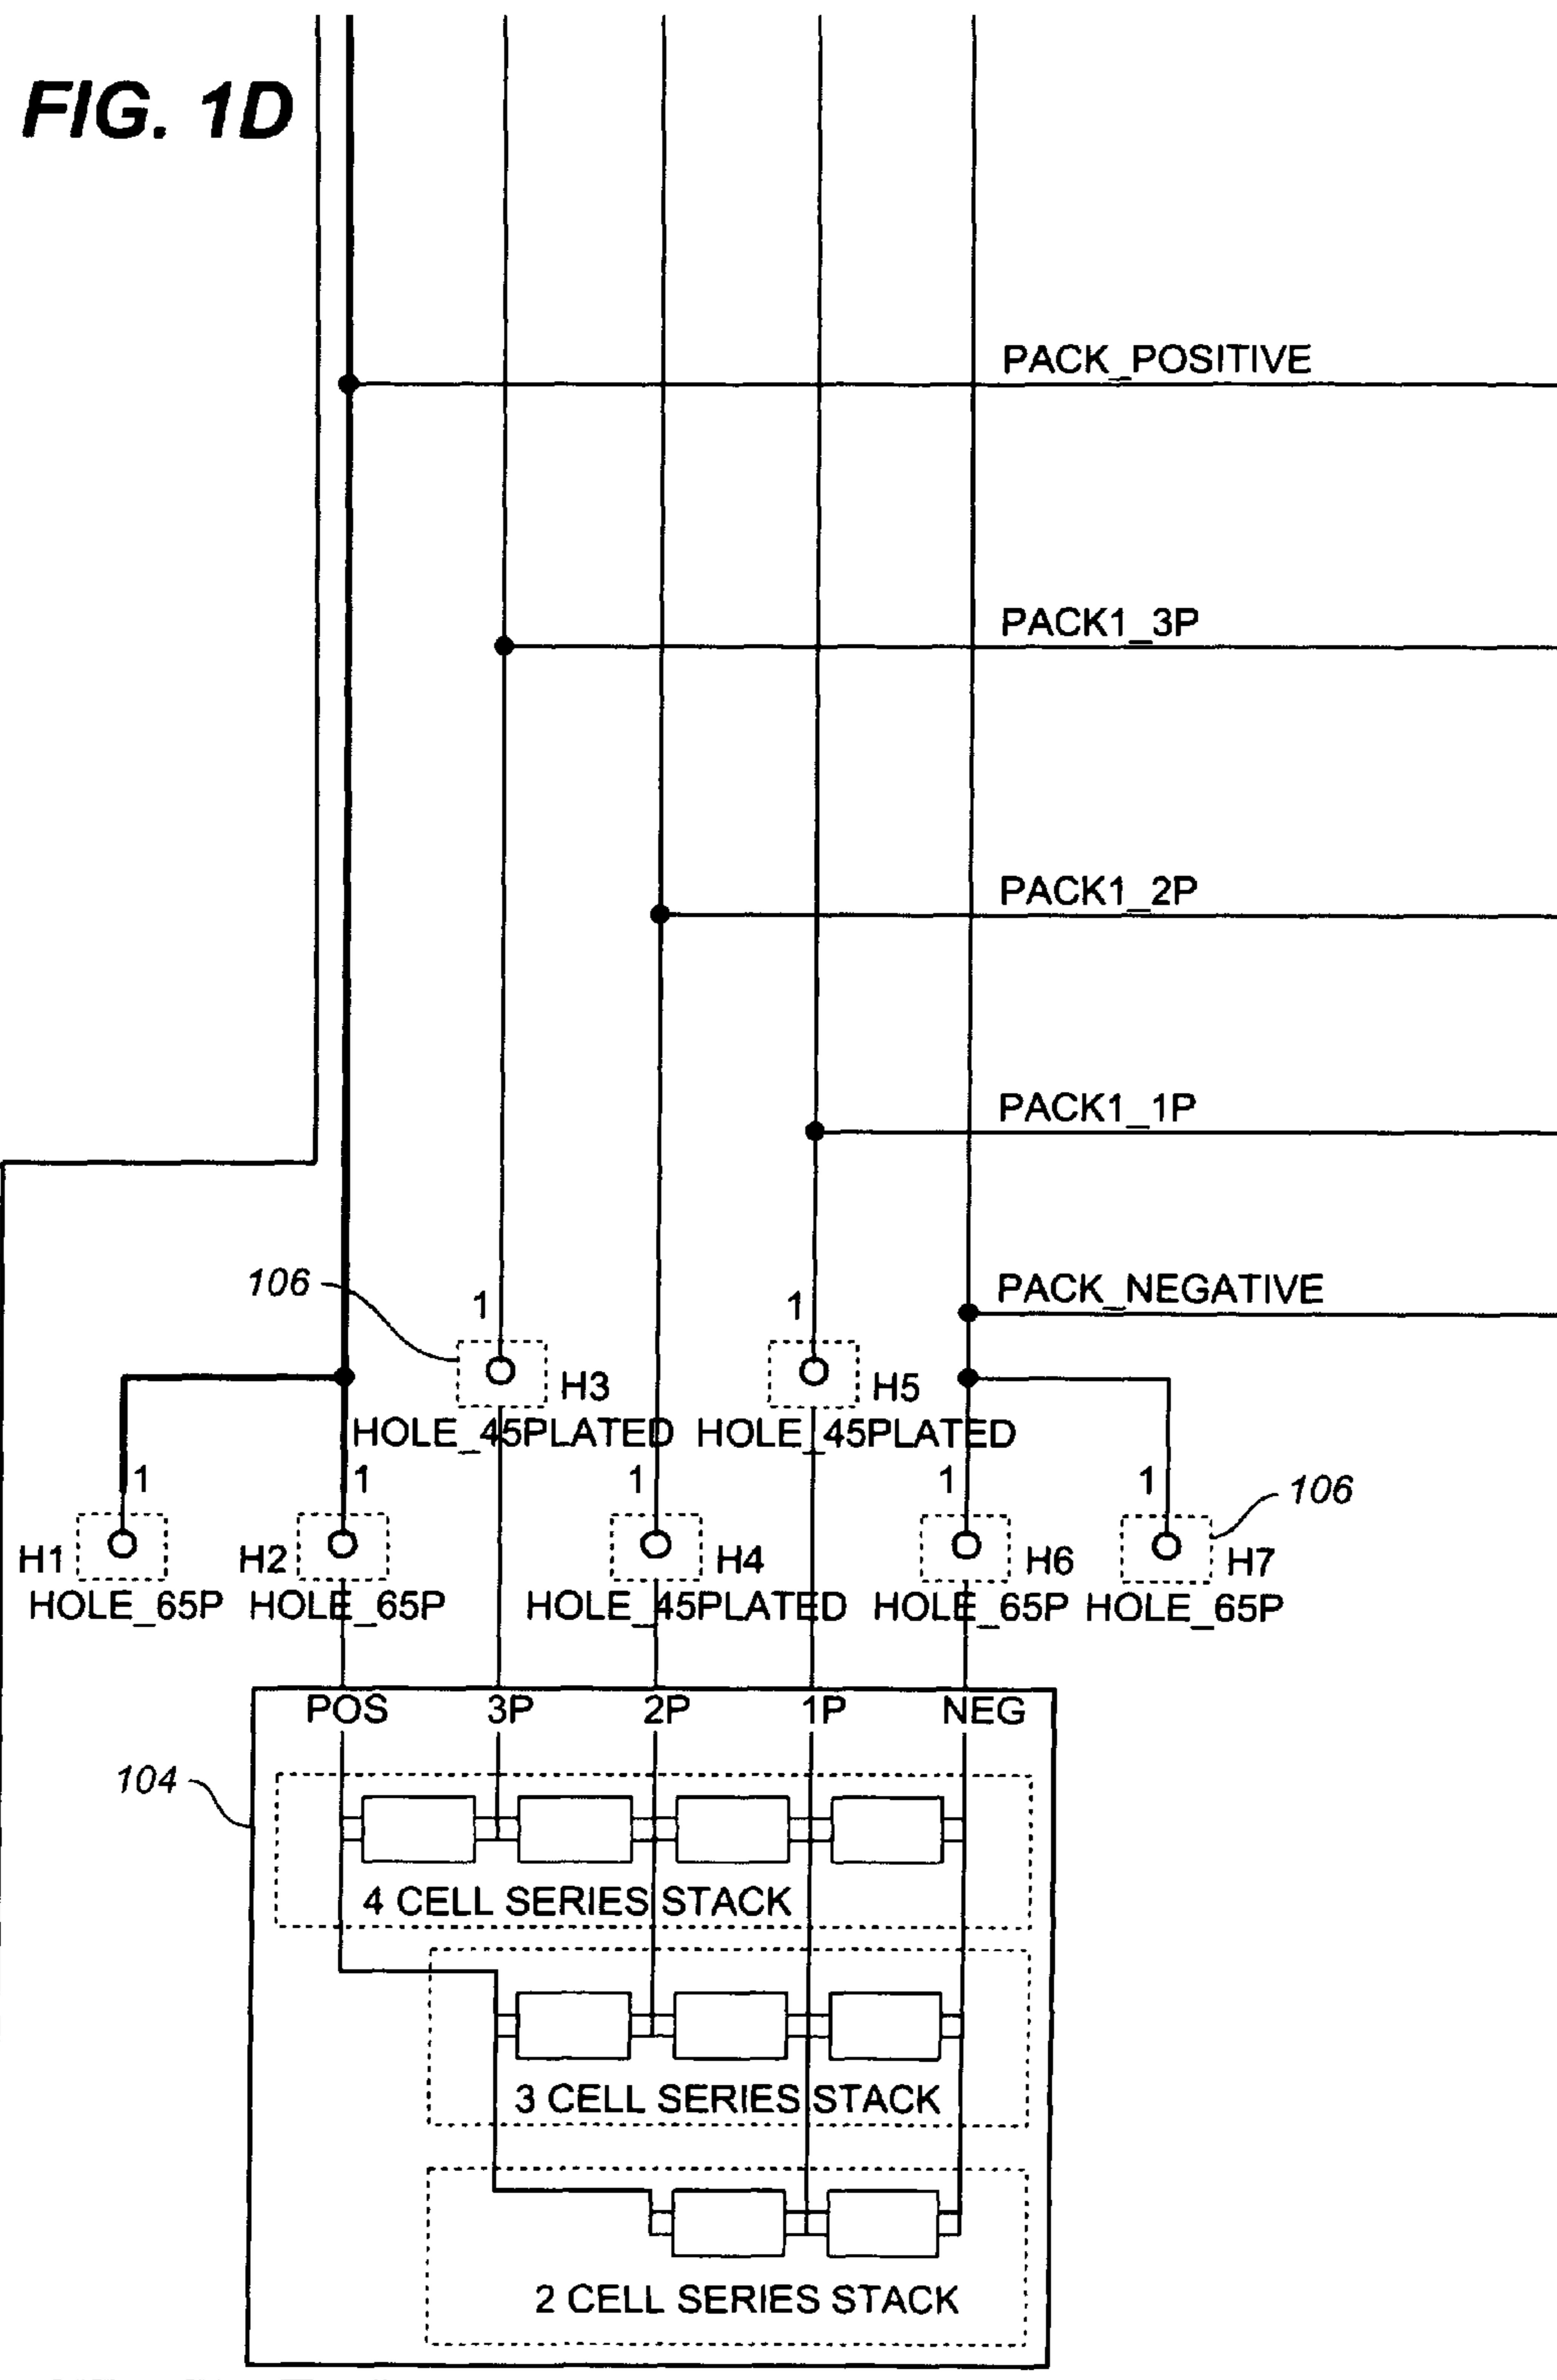 FIG. 1D
PACK_POSITIVE
PACK1_3P
PACK1_2P
PACK1_1P
PACK_NEGATIVE
106
1
1
H3
H5
HOLE_45PLATED HOLE_45PLATED
1
1
1
1
1
106
H1
H2
H4
H6
H7
HOLE_65P HOLE_65P HOLE_45PLATED HOLE_65P HOLE_65P
POS 3P 2P 1P NEG
104
4 CELL SERIES STACK
3 CELL SERIES STACK
2 CELL SERIES STACK